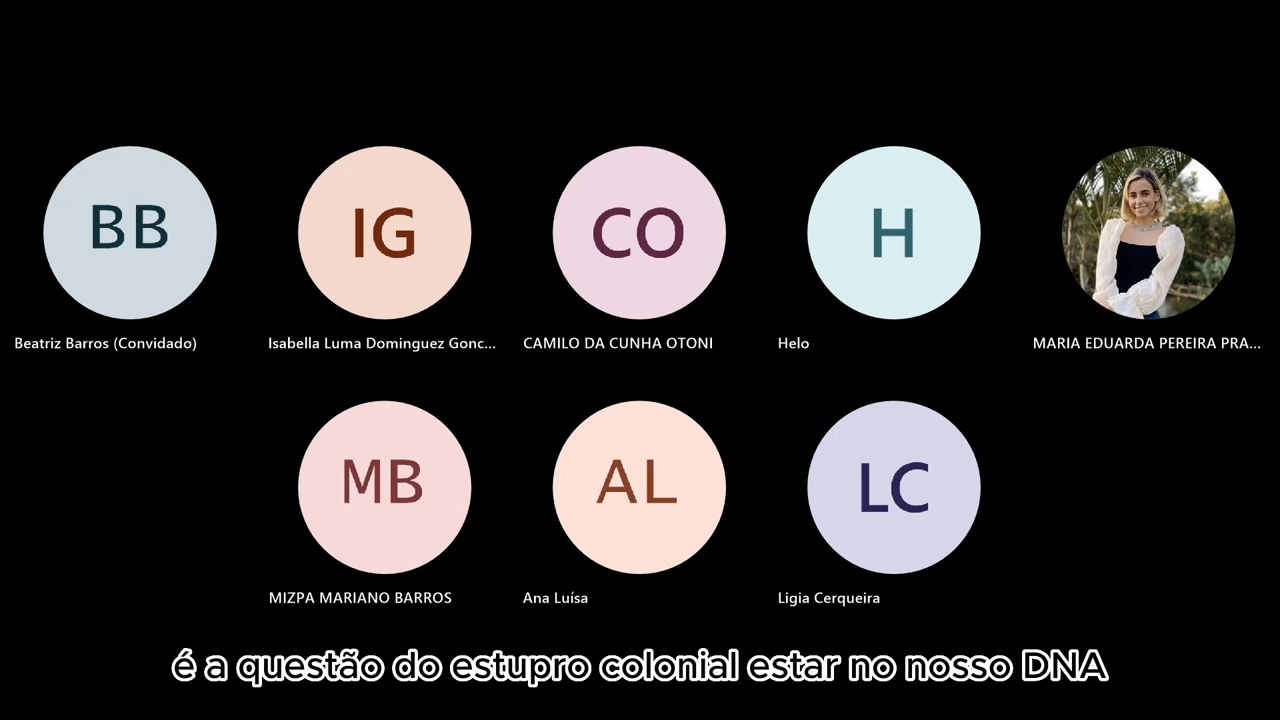 BB
IG
CO
H
Beatriz Barros (Convidado)
Isabella Luma Dominguez Gonc...
CAMILO DA CUNHA OTONI
Helo
MARIA EDUARDA PEREIRA PRA...
MB
AL
LC
MIZPA MARIANO BARROS
Ana Luísa
Ligia Cerqueira
é a questão do estupro colonial estar no nosso DNA